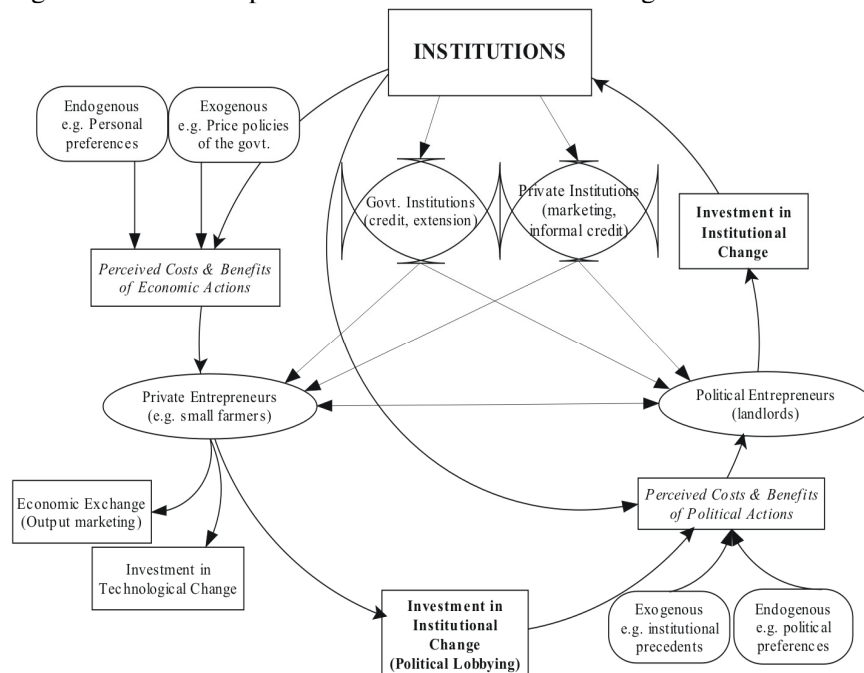 INSTITUTIONS
Endogenous
e.g. Personal
preferences
Exogenous
e.g. Price policies
of the govt.
Govt. Institutions
(credit, extension)
Private Institutions
(marketing,
informal credit)
Investment in
Institutional
Change
Perceived Costs & Benefits
of Economic Actions
Private Entrepreneurs
(e.g. small farmers)
Political Entrepreneurs
(landlords)
Economic Exchange
(Output marketing)
Investment in
Technological Change
Perceived Costs & Benefits
of Political Actions
Investment in
Institutional
Change
(Political Lobbying)
Exogenous
e.g. institutional
precedents
Endogenous
e.g. political
preferences